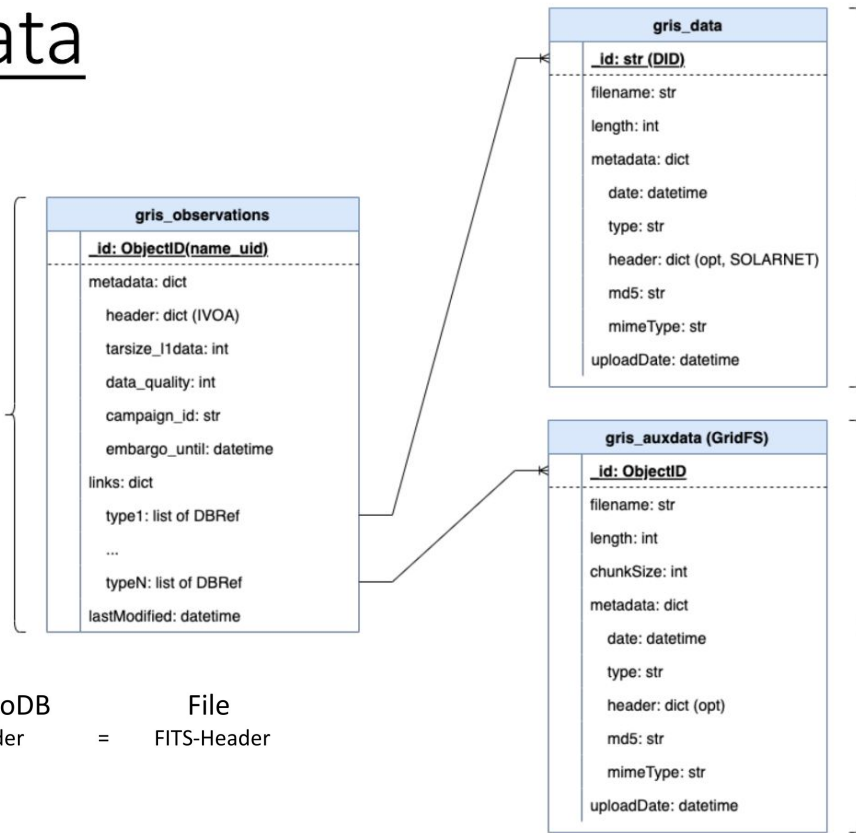 ata
gris_observations
_id: ObjectID(name_uid)
metadata: dict
header: dict (IVOA)
tarsize_l1data: int
data_quality: int
campaign_id: str
embargo_until: datetime
links: dict
type1: list of DBRef
...
typeN: list of DBRef
lastModified: datetime
gris_data
_id: str (DID)
filename: str
length: int
metadata: dict
date: datetime
type: str
header: dict (opt, SOLARNET)
md5: str
mimeType: str
uploadDate: datetime
gris_auxdata (GridFS)
_id: ObjectID
filename: str
length: int
chunkSize: int
metadata: dict
date: datetime
type: str
header: dict (opt)
md5: str
mimeType: str
uploadDate: datetime
oDB File
der = FITS-Header